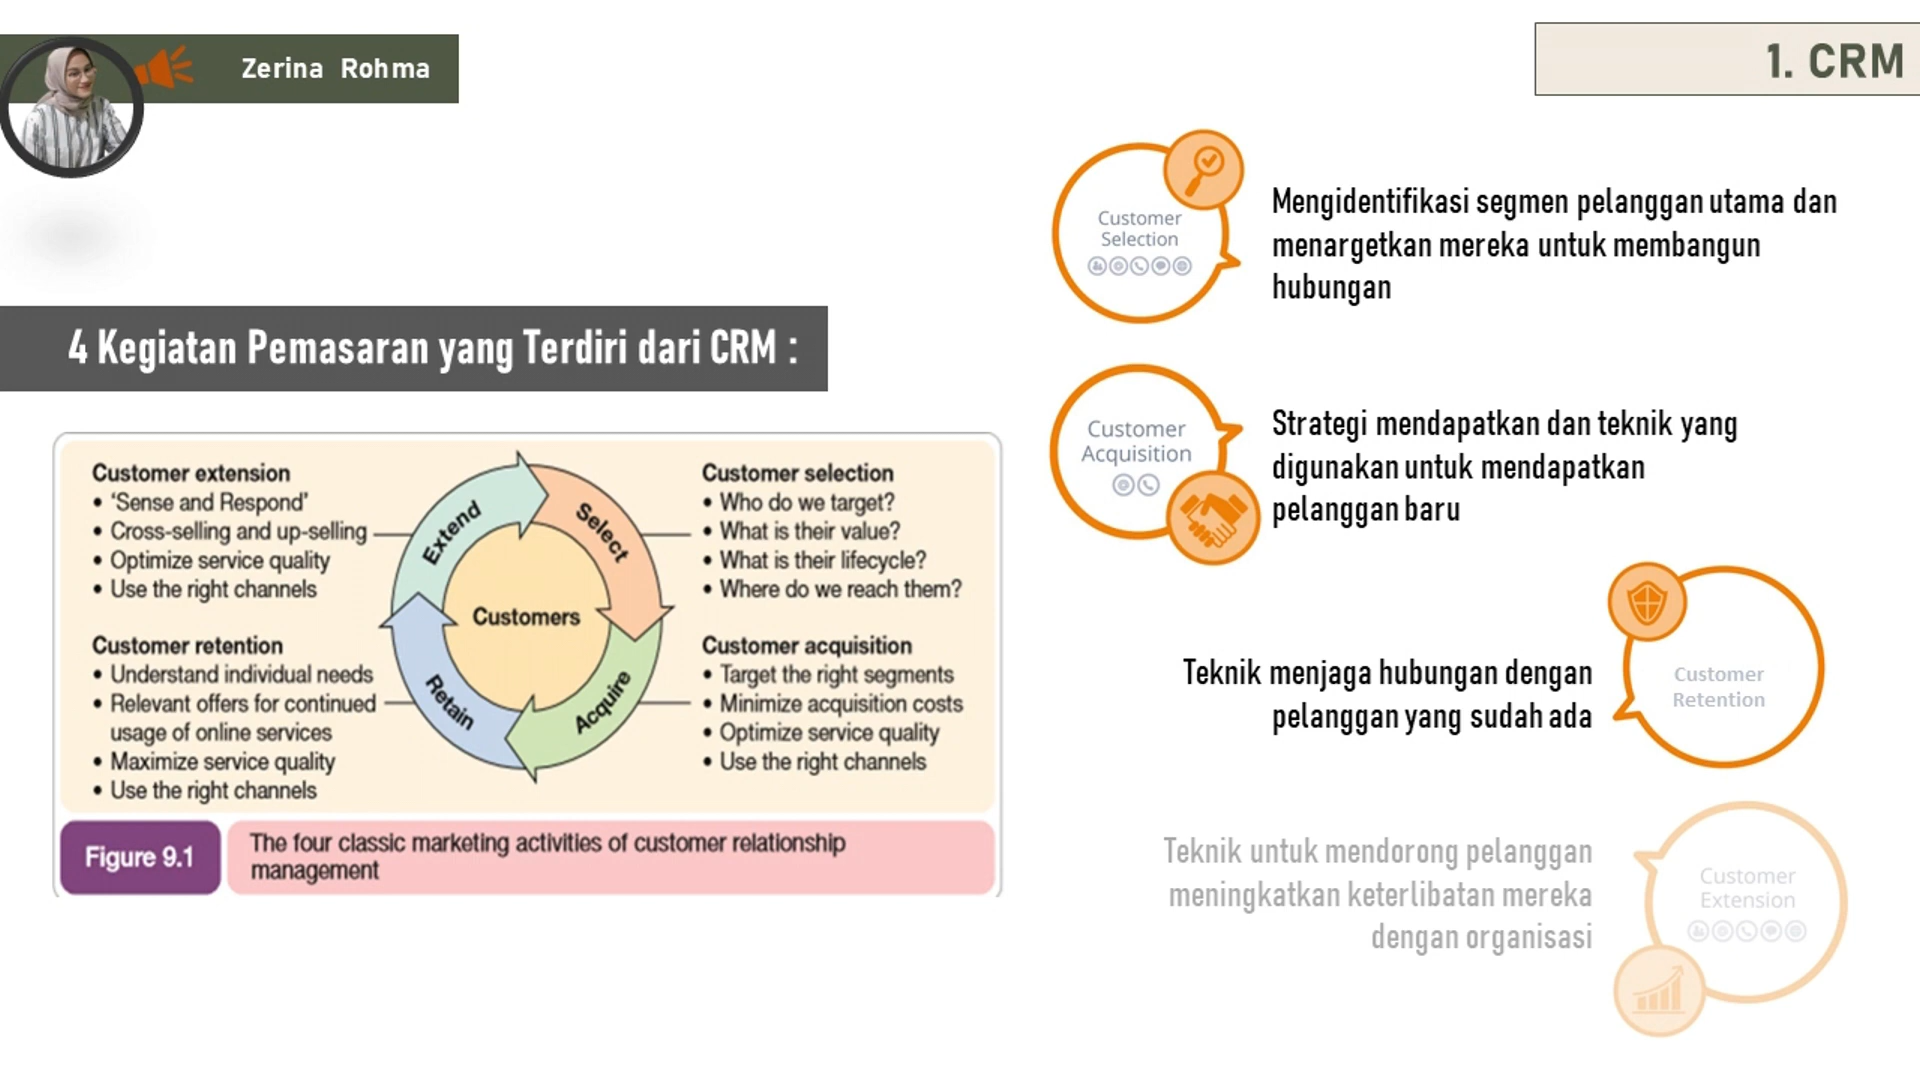 Zerina Rohma
1. CRM
4 Kegiatan Pemasaran yang Terdiri dari CRM :
Customer extension
• ‘Sense and Respond’
• Cross-selling and up-selling
• Optimize service quality
• Use the right channels
Customer retention
• Understand individual needs
• Relevant offers for continued
usage of online services
• Maximize service quality
• Use the right channels
Extend
Select
Customers
Retain
Acquire
Customer selection
• Who do we target?
• What is their value?
• What is their lifecycle?
• Where do we reach them?
Customer acquisition
• Target the right segments
• Minimize acquisition costs
• Optimize service quality
• Use the right channels
Figure 9.1
The four classic marketing activities of customer relationship
management
Customer
Selection
Mengidentifikasi segmen pelanggan utama dan
menargetkan mereka untuk membangun
hubungan
Customer
Acquisition
Strategi mendapatkan dan teknik yang
digunakan untuk mendapatkan
pelanggan baru
Teknik menjaga hubungan dengan
pelanggan yang sudah ada
Customer
Retention
Teknik untuk mendorong pelanggan
meningkatkan keterlibatan mereka
dengan organisasi
Customer
Extension